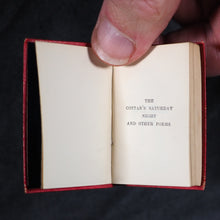 THE
COTTAR'S SATURDAY
NIGHT
AND OTHER POEMS